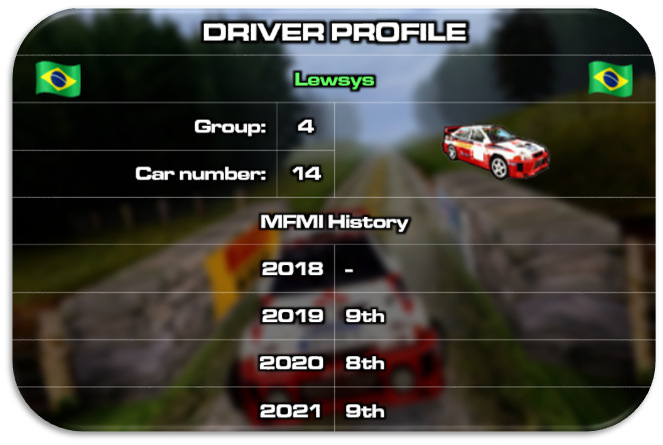 DRIVER PROFILE
Lewsys
Group: 4
Car number: 14
MFMI History
2018 -
2019 9th
2020 8th
2021 9th